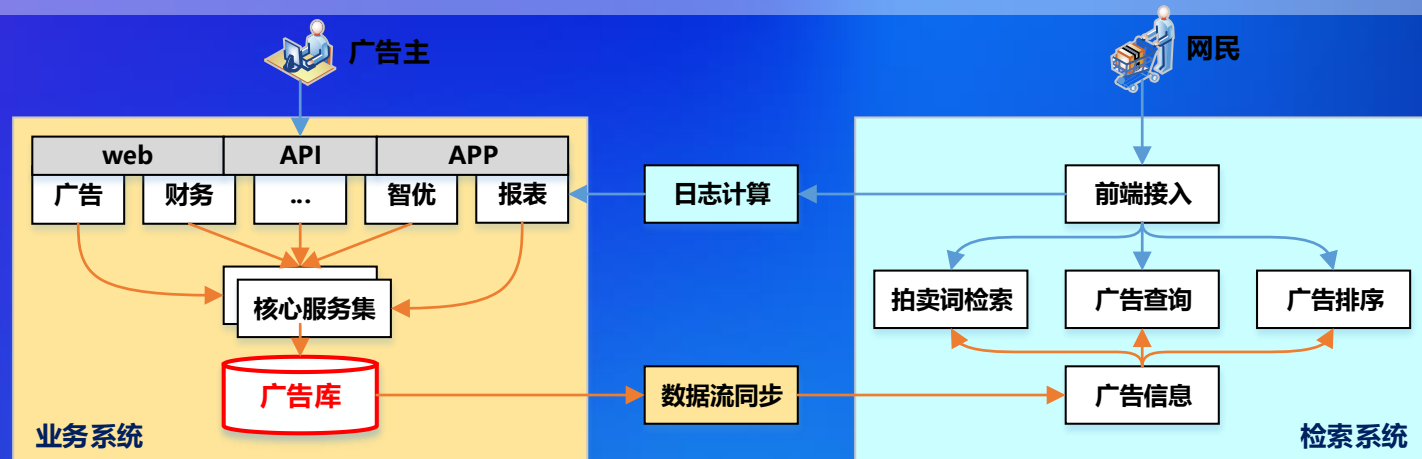 广告主
网民
web
API
APP
广告
财务
...
智优
报表
日志计算
前端接入
核心服务集
拍卖词检索
广告查询
广告排序
广告库
数据流同步
广告信息
业务系统
检索系统